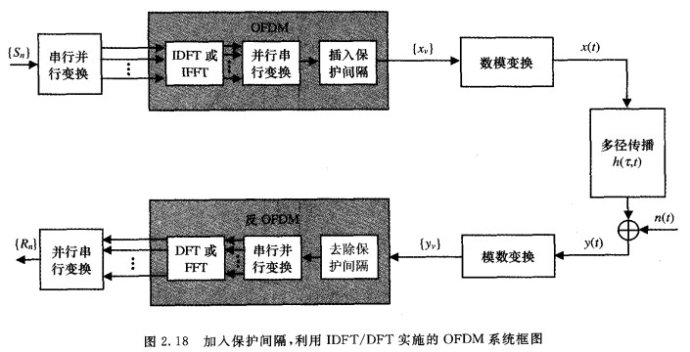 OFDM
{Sₙ}
串行并
行变换
IDFT 或
IFFT
并行串
行变换
插入保
护间隔
{xᵥ}
数模变换
x(t)
多径传播
h(τ,t)
n(t)
反 OFDM
{Rₙ}
并行串
行变换
DFT 或
FFT
串行并
行变换
去除保
护间隔
{yᵥ}
模数变换
y(t)
图 2.18 加入保护间隔,利用 IDFT/DFT 实施的 OFDM 系统框图